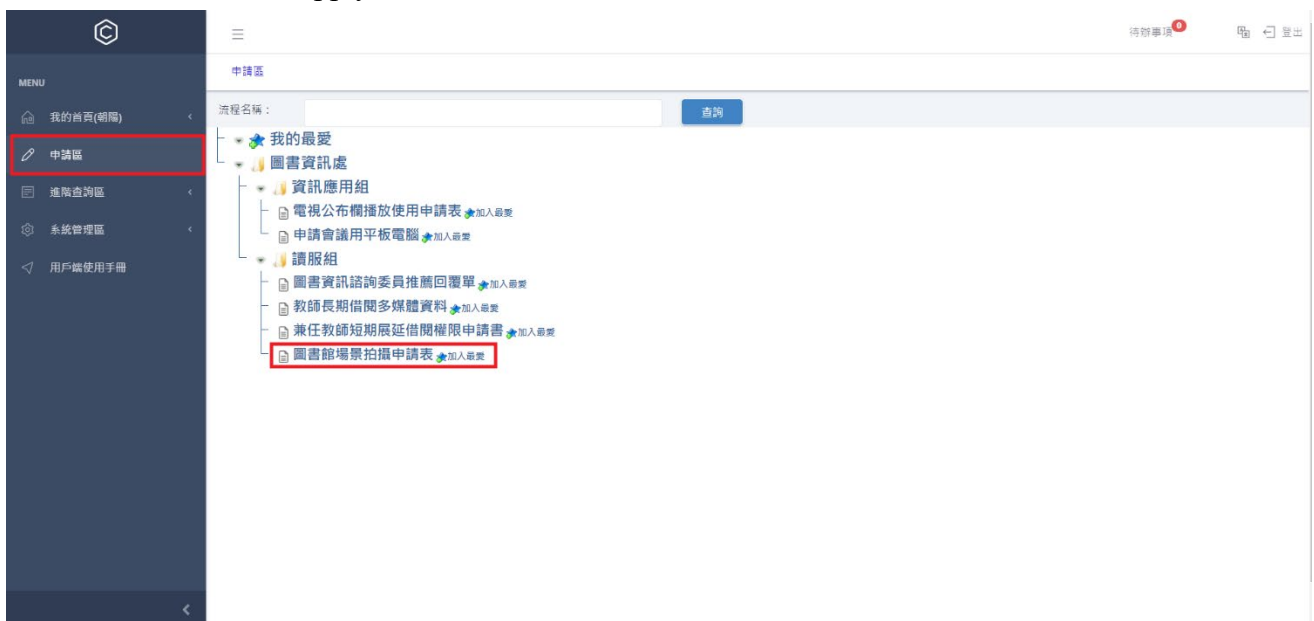 待辦事項 0 登出
MENU
我的首頁(朝陽)
申請區
進階查詢區
系統管理區
用戶端使用手冊
申請區
流程名稱：
查詢
我的最愛
圖書資訊處
資訊應用組
電視公布欄播放使用申請表 加入最愛
申請會議用平板電腦 加入最愛
讀服組
圖書資訊諮詢委員推薦回覆單 加入最愛
教師長期借閱多媒體資料 加入最愛
兼任教師短期展延借閱權限申請書 加入最愛
圖書館場景拍攝申請表 加入最愛